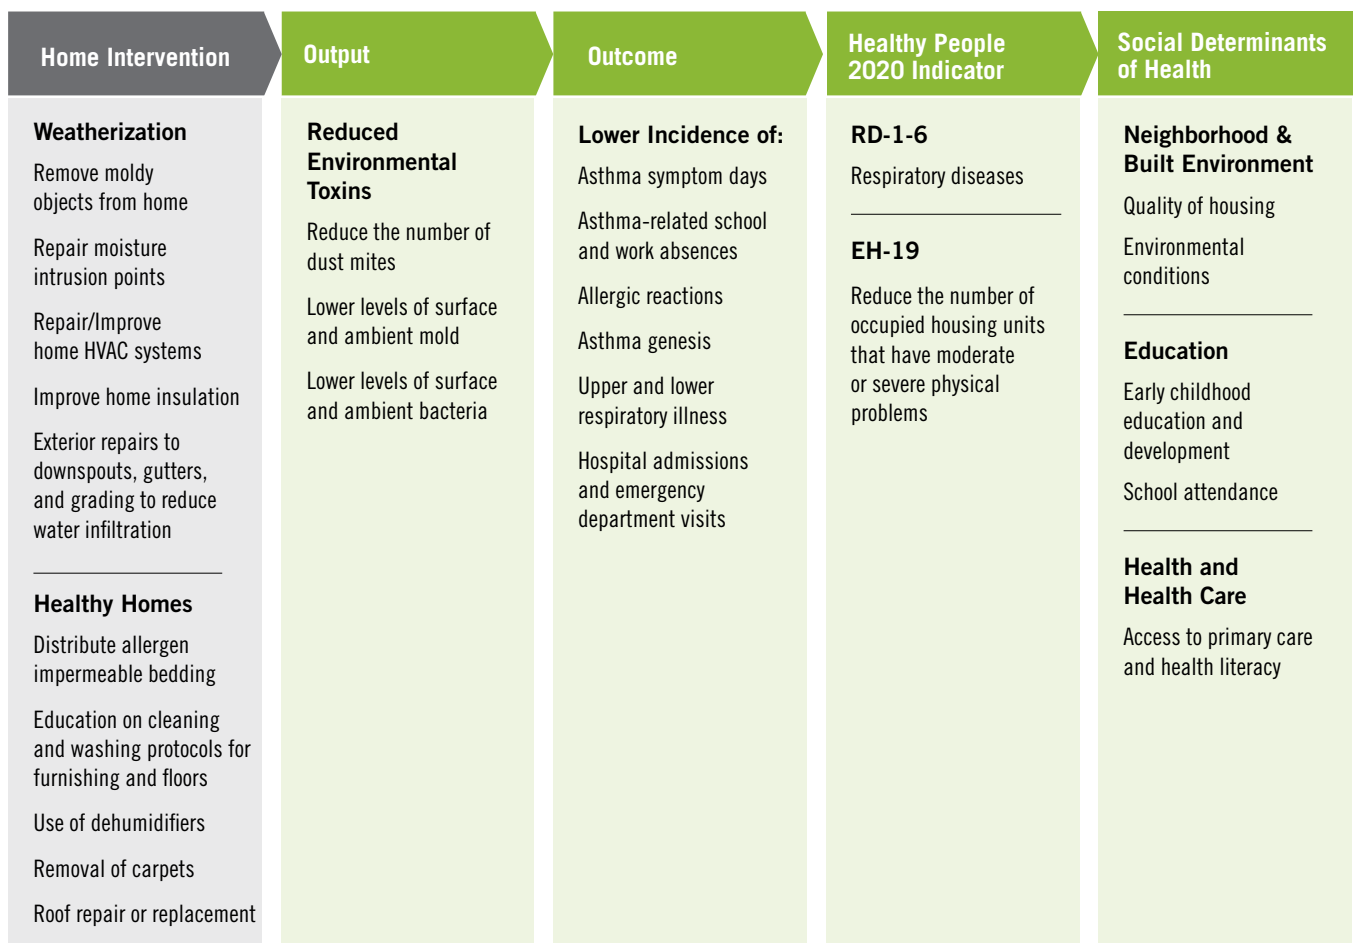 Home Intervention
Weatherization
Remove moldy
objects from home
Repair moisture
intrusion points
Repair/Improve
home HVAC systems
Improve home insulation
Exterior repairs to
downspouts, gutters,
and grading to reduce
water infiltration
Healthy Homes
Distribute allergen
impermeable bedding
Education on cleaning
and washing protocols for
furnishing and floors
Use of dehumidifiers
Removal of carpets
Roof repair or replacement
Output
Reduced
Environmental
Toxins
Reduce the number of
dust mites
Lower levels of surface
and ambient mold
Lower levels of surface
and ambient bacteria
Outcome
Lower Incidence of:
Asthma symptom days
Asthma-related school
and work absences
Allergic reactions
Asthma genesis
Upper and lower
respiratory illness
Hospital admissions
and emergency
department visits
Healthy People
2020 Indicator
RD-1-6
Respiratory diseases
EH-19
Reduce the number of
occupied housing units
that have moderate
or severe physical
problems
Social Determinants
of Health
Neighborhood &
Built Environment
Quality of housing
Environmental
conditions
Education
Early childhood
education and
development
School attendance
Health and
Health Care
Access to primary care
and health literacy